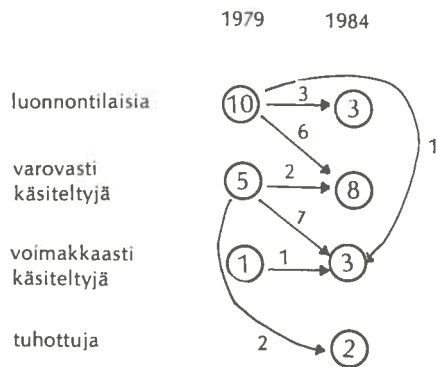 1979 1984
luonnontilaisia 10 3 3
6
1
varovasti
käsiteltyjä 5 2 8
1
voimakkaasti
käsiteltyjä 1 1 3
tuhottuja 2 2